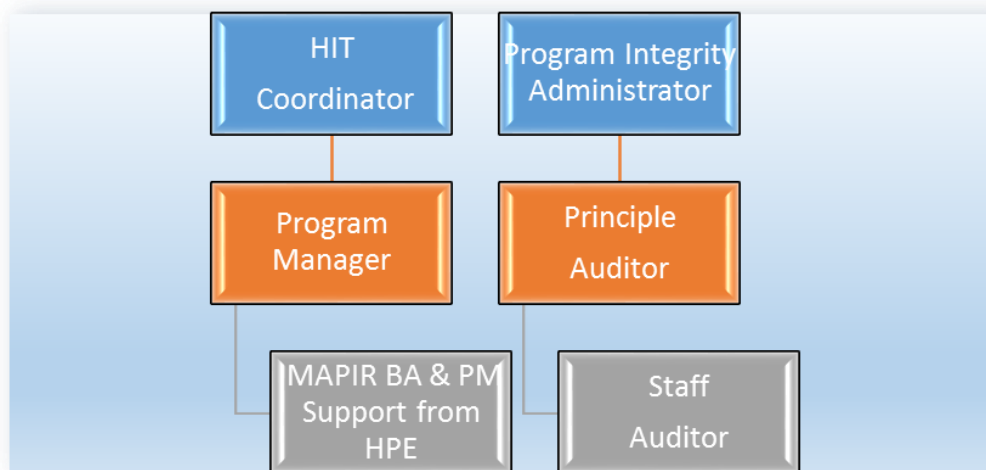 HIT
Coordinator
Program Integrity
Administrator
Program
Manager
Principle
Auditor
MAPIR BA & PM
Support from
HPE
Staff
Auditor